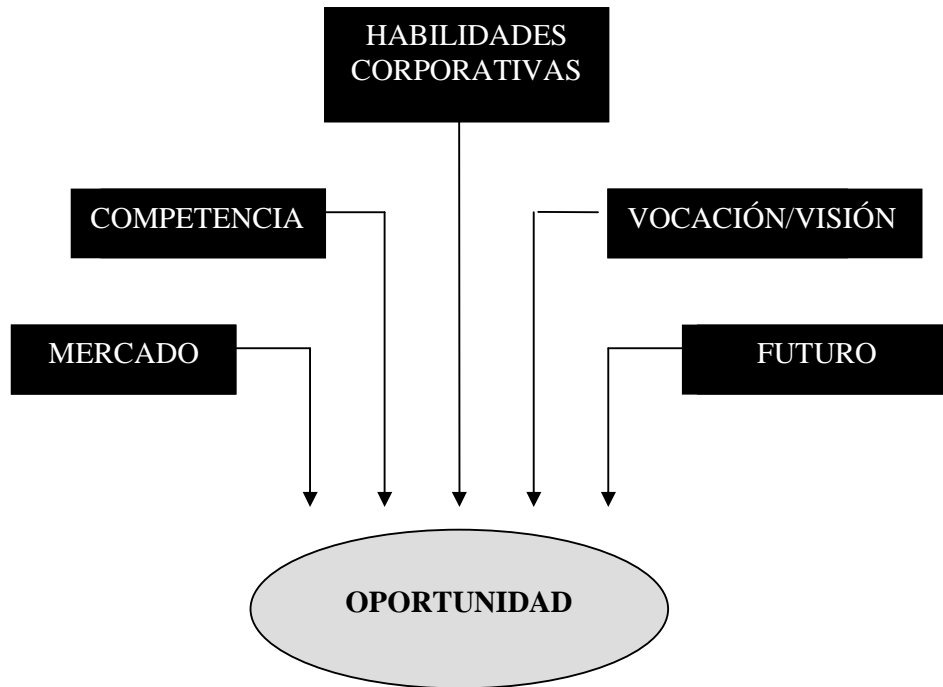 HABILIDADES
CORPORATIVAS
COMPETENCIA
VOCACIÓN/VISIÓN
MERCADO
FUTURO
OPORTUNIDAD